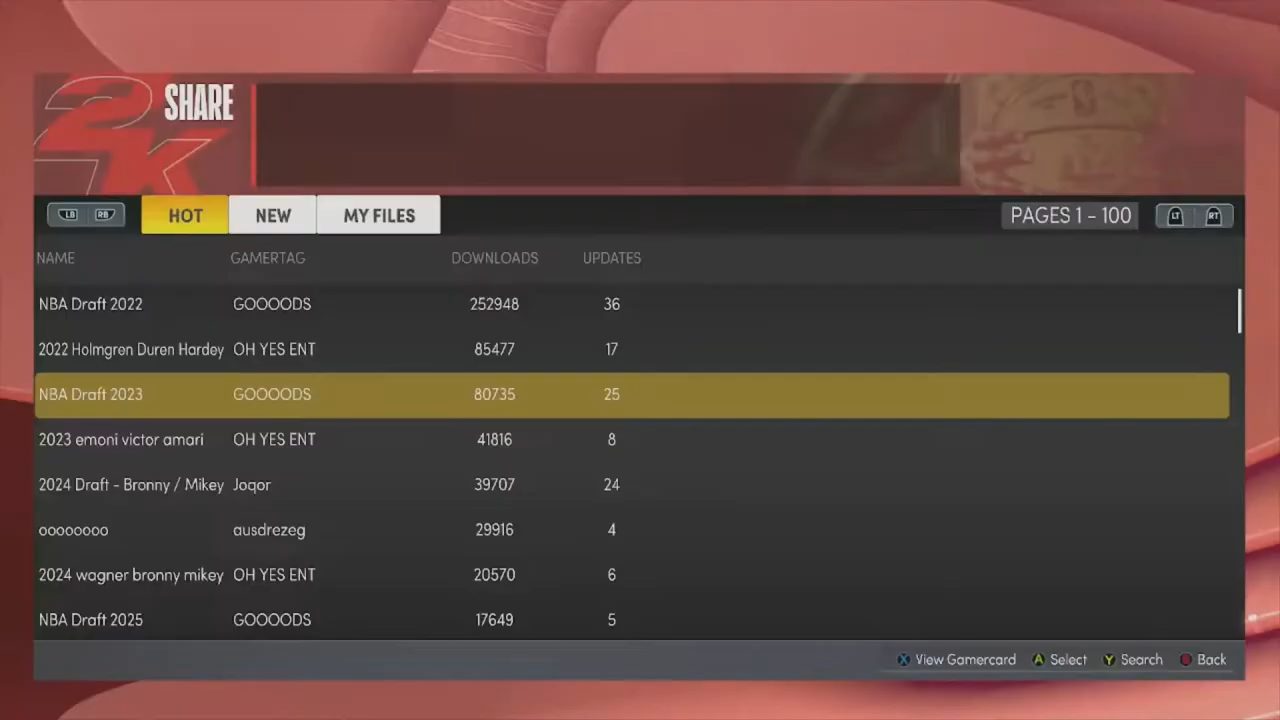 2K SHARE
LB RB HOT NEW MY FILES PAGES 1 - 100 LT RT
NAME GAMERTAG DOWNLOADS UPDATES
NBA Draft 2022 GOOOODS 252948 36
2022 Holmgren Duren Hardey OH YES ENT 85477 17
NBA Draft 2023 GOOOODS 80735 25
2023 emoni victor amari OH YES ENT 41816 8
2024 Draft - Bronny / Mikey Joqor 39707 24
oooooooo ausdrezeg 29916 4
2024 wagner bronny mikey OH YES ENT 20570 6
NBA Draft 2025 GOOOODS 17649 5
X View Gamercard A Select Y Search B Back